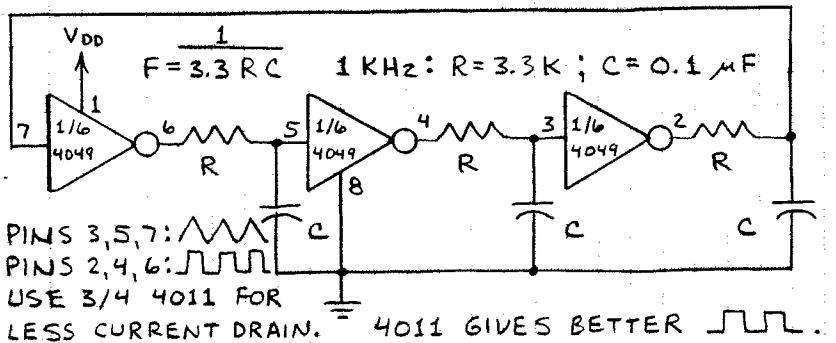 VDD
F = 1 / 3.3 RC
1 KHz: R = 3.3 K ; C = 0.1 µF
7
1
1/6
4049
6
R
5
1/6
4049
4
8
R
3
1/6
4049
2
R
C
C
C
PINS 3,5,7:
PINS 2,4,6:
USE 3/4 4011 FOR
LESS CURRENT DRAIN. 4011 GIVES BETTER .